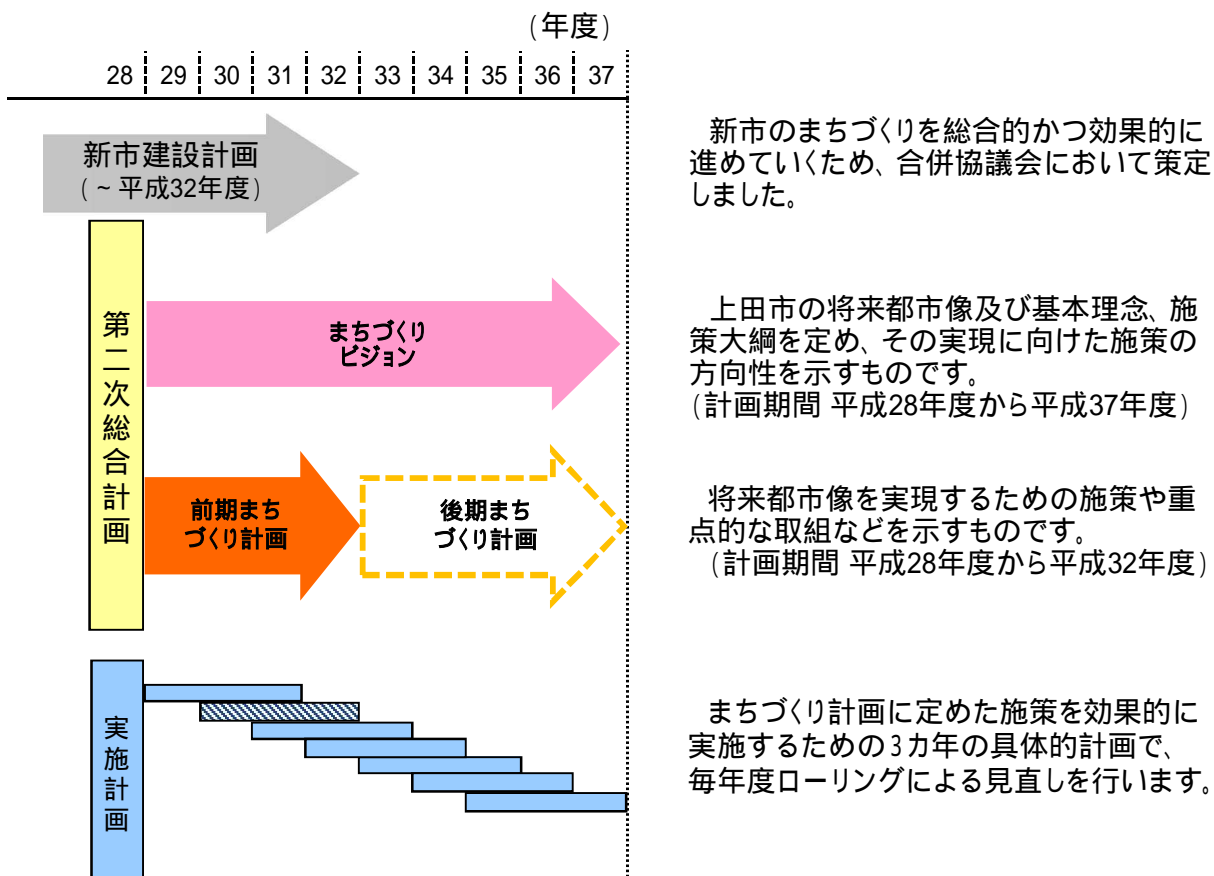 (年度)
28 29 30 31 32 33 34 35 36 37
新市建設計画
(~平成32年度)
新市のまちづくりを総合的かつ効果的に
進めていくため、合併協議会において策定
しました。
第二次総合計画
まちづくり
ビジョン
上田市の将来都市像及び基本理念、施
策大綱を定め、その実現に向けた施策の
方向性を示すものです。
(計画期間 平成28年度から平成37年度)
前期まち
づくり計画
後期まち
づくり計画
将来都市像を実現するための施策や重
点的な取組などを示すものです。
(計画期間 平成28年度から平成32年度)
実施計画
まちづくり計画に定めた施策を効果的に
実施するための3カ年の具体的計画で、
毎年度ローリングによる見直しを行います。